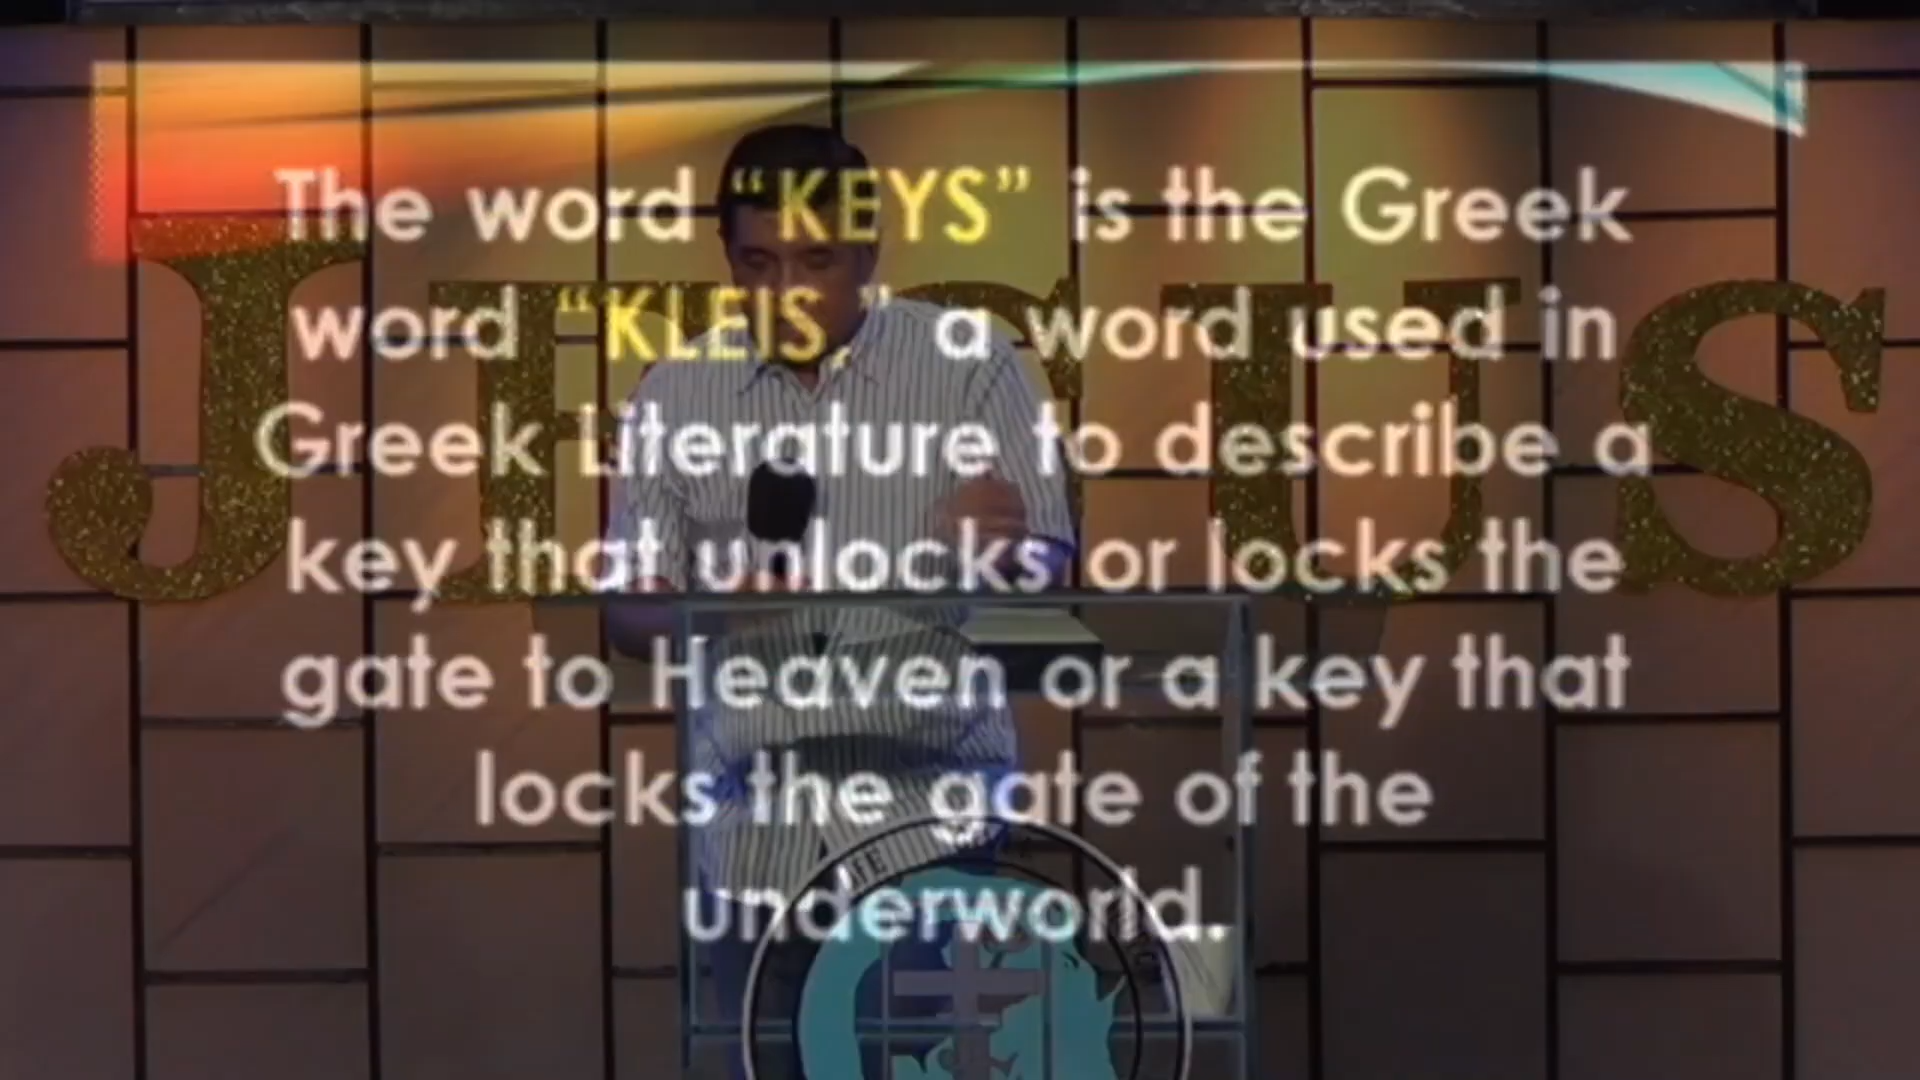 The word “KEYS” is the Greek
word “KLEIS,” a word used in
Greek Literature to describe a
key that unlocks or locks the
gate to Heaven or a key that
locks the gate of the
underworld.
JESUS